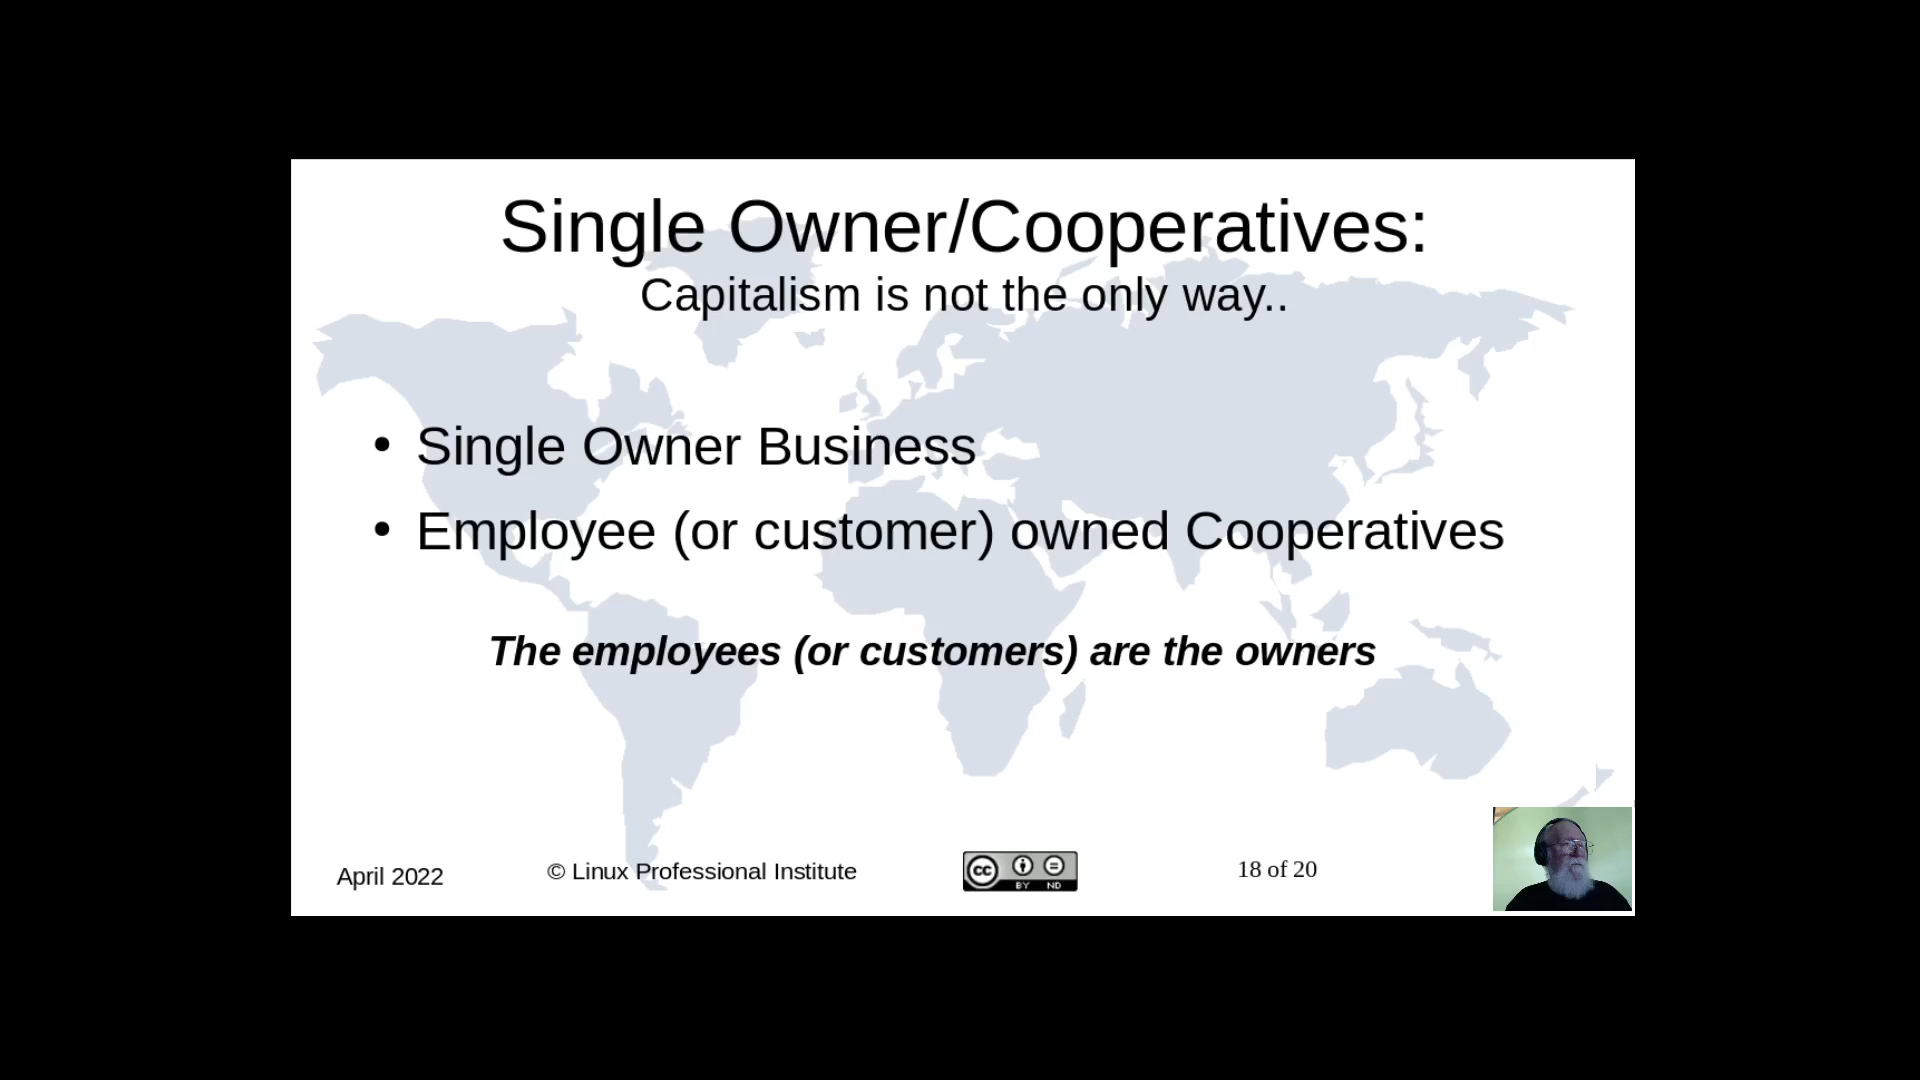 Single Owner/Cooperatives:
Capitalism is not the only way..
• Single Owner Business
• Employee (or customer) owned Cooperatives
The employees (or customers) are the owners
April 2022
© Linux Professional Institute
cc
BY ND
18 of 20